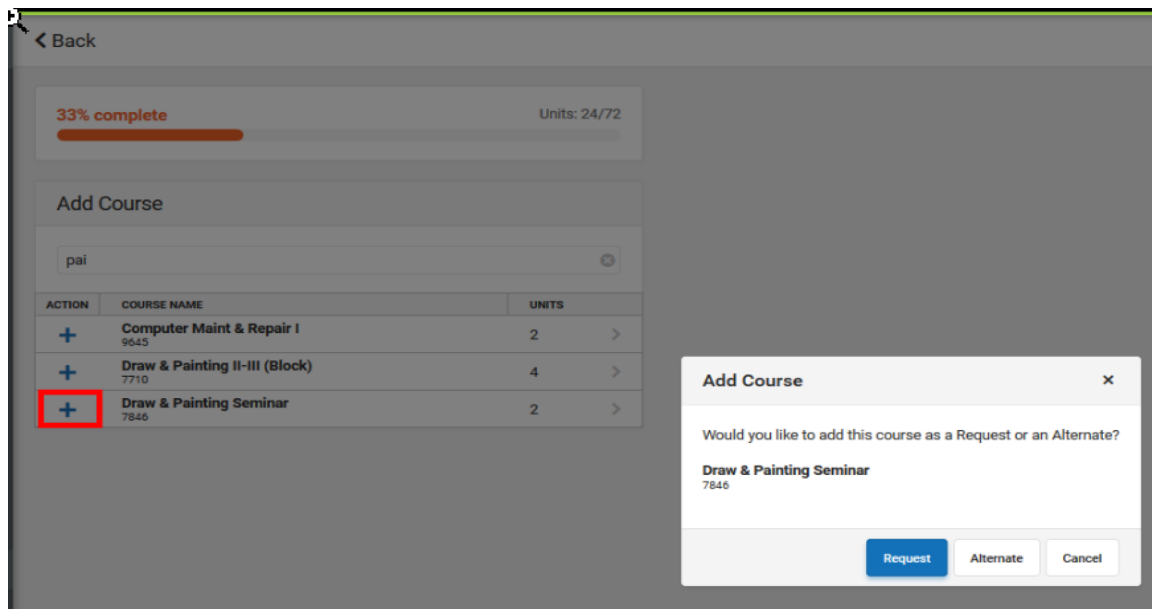 Back
33% complete
Units: 24/72
Add Course
pai
ACTION COURSE NAME UNITS
Computer Maint & Repair I 2
9645
Draw & Painting II-III (Block) 4
7710
Draw & Painting Seminar 2
7846
Add Course
Would you like to add this course as a Request or an Alternate?
Draw & Painting Seminar
7846
Request Alternate Cancel